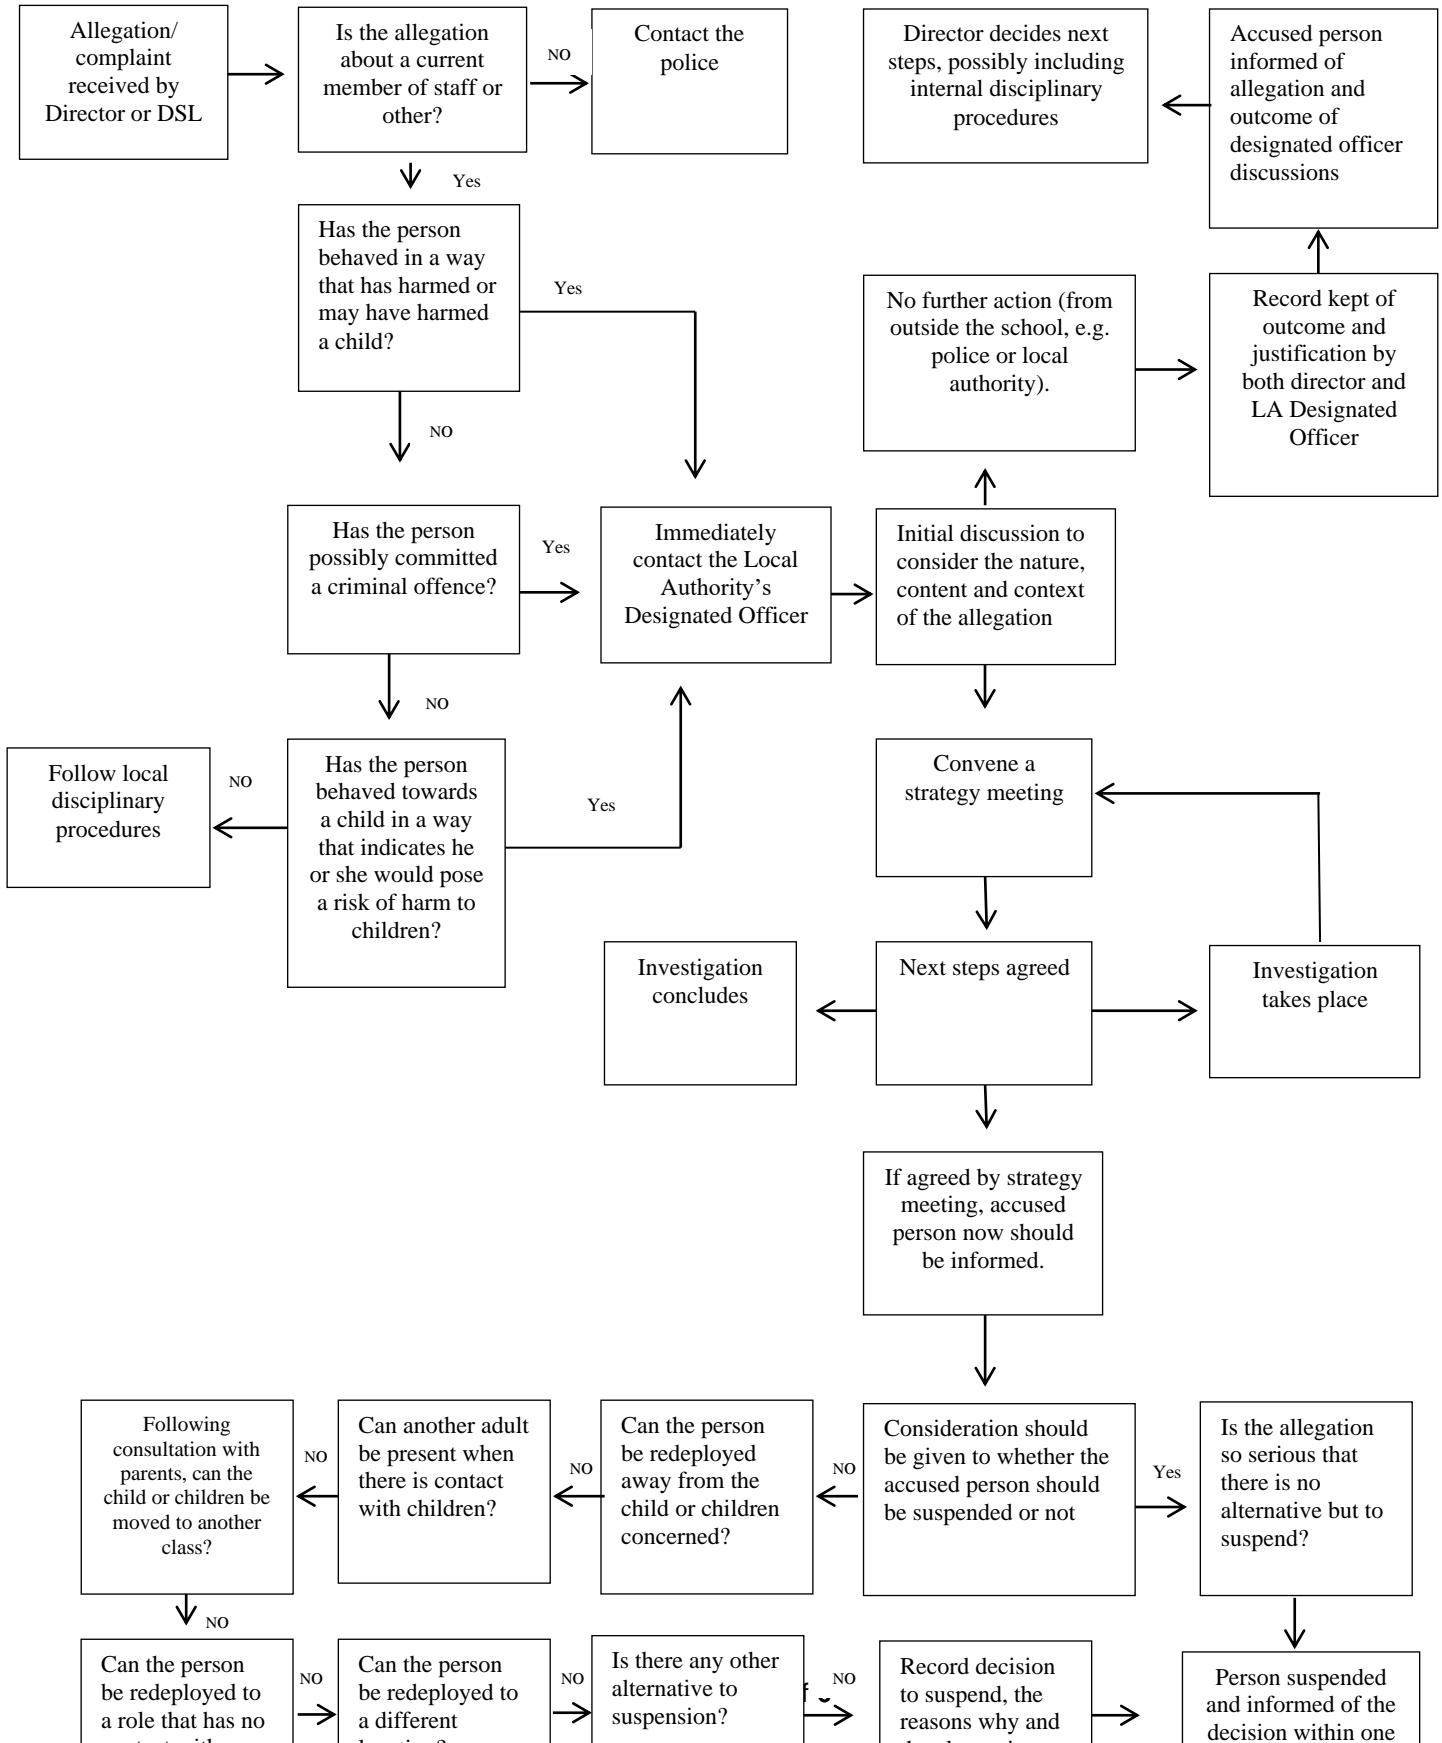 Allegation/
complaint
received by
Director or DSL
Is the allegation
about a current
member of staff or
other?
NO
Contact the
police
Director decides next
steps, possibly including
internal disciplinary
procedures
Accused person
informed of
allegation and
outcome of
designated officer
discussions
Yes
Has the person
behaved in a way
that has harmed or
may have harmed
a child?
Yes
No further action (from
outside the school, e.g.
police or local
authority).
Record kept of
outcome and
justification by
both director and
LA Designated
Officer
NO
Has the person
possibly committed
a criminal offence?
Yes
Immediately
contact the Local
Authority’s
Designated Officer
Initial discussion to
consider the nature,
content and context
of the allegation
NO
Follow local
disciplinary
procedures
NO
Has the person
behaved towards
a child in a way
that indicates he
or she would pose
a risk of harm to
children?
Yes
Convene a
strategy meeting
Investigation
concludes
Next steps agreed
Investigation
takes place
If agreed by strategy
meeting, accused
person now should
be informed.
Following
consultation with
parents, can the
child or children be
moved to another
class?
NO
Can another adult
be present when
there is contact
with children?
NO
Can the person
be redeployed
away from the
child or children
concerned?
NO
Consideration should
be given to whether the
accused person should
be suspended or not
Yes
Is the allegation
so serious that
there is no
alternative but to
suspend?
NO
Can the person
be redeployed to
a role that has no
NO
Can the person
be redeployed to
a different
NO
Is there any other
alternative to
suspension?
NO
Record decision
to suspend, the
reasons why and
Person suspended
and informed of the
decision within one